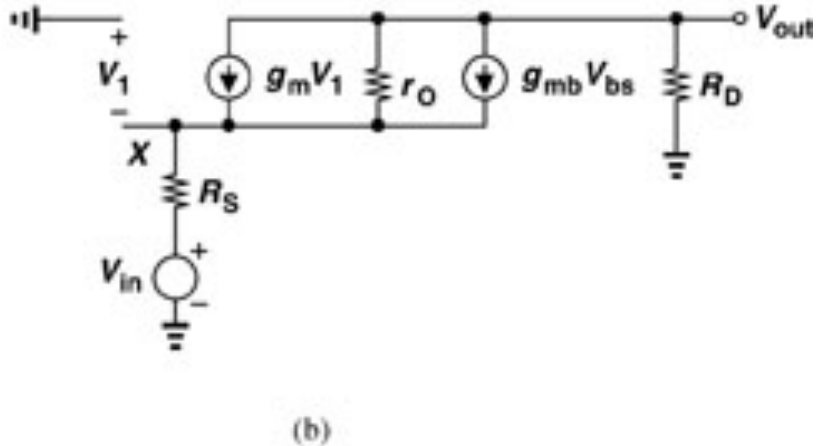 Vout
+
V1
−
gmV1
rO
gmbVbs
RD
X
RS
+
Vin
−
(b)